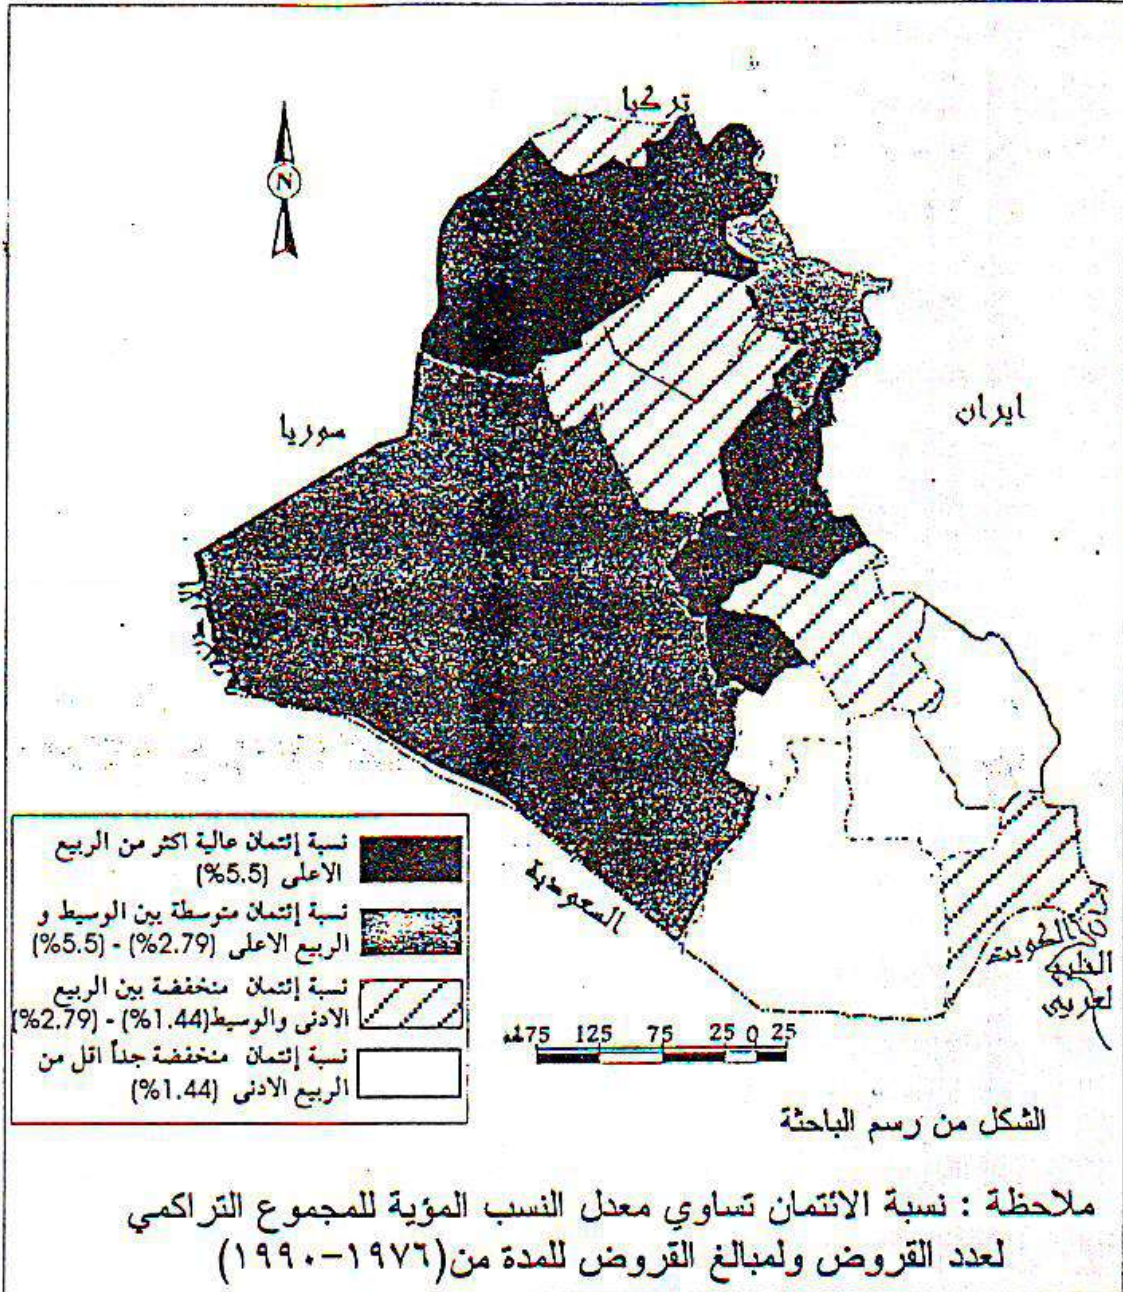 تركيا
N
ايران
سوريا
السعودية
الكويت
الخليج
لعربي
نسبة إئتمان عالية اكثر من الربيع
الاعلى (5.5%)
نسبة إئتمان متوسطة بين الوسيط و
الربيع الاعلى (2.79%) - (5.5%)
نسبة إئتمان منخفضة بين الربيع
الادنى والوسيط(1.44%) - (2.79%)
نسبة إئتمان منخفضة جداً اقل من
الربيع الادنى (1.44%)
75 125 75 25 0 25
الشكل من رسم الباحثة
ملاحظة : نسبة الائتمان تساوي معدل النسب المؤية للمجموع التراكمي
لعدد القروض ولمبالغ القروض للمدة من(١٩٧٦-١٩٩٠)